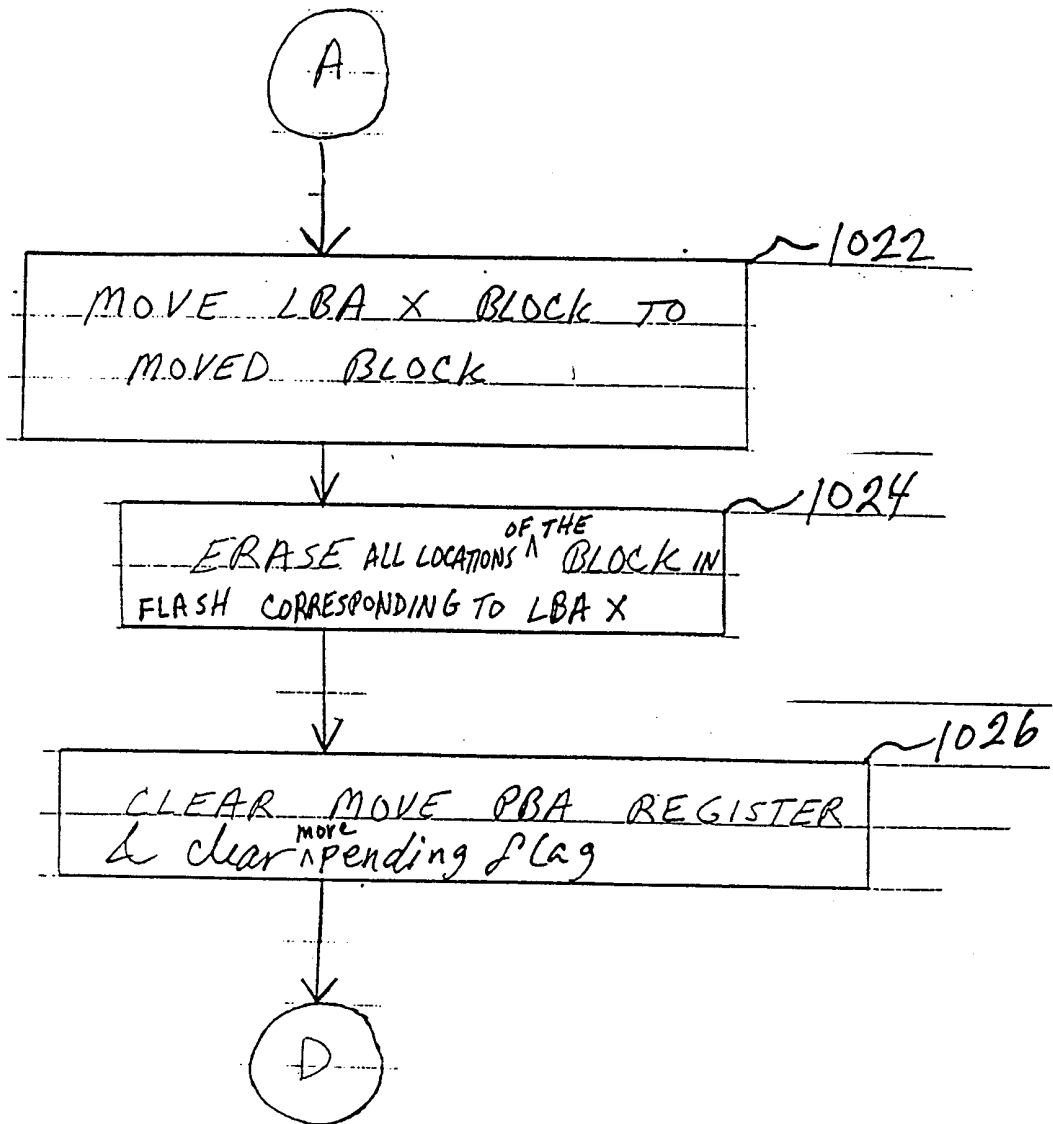 A
1022
MOVE LBA X BLOCK TO
MOVED BLOCK
1024
ERASE ALL LOCATIONS OF THE BLOCK IN
FLASH CORRESPONDING TO LBA X
1026
CLEAR MOVE PBA REGISTER
& clear move pending flag
D